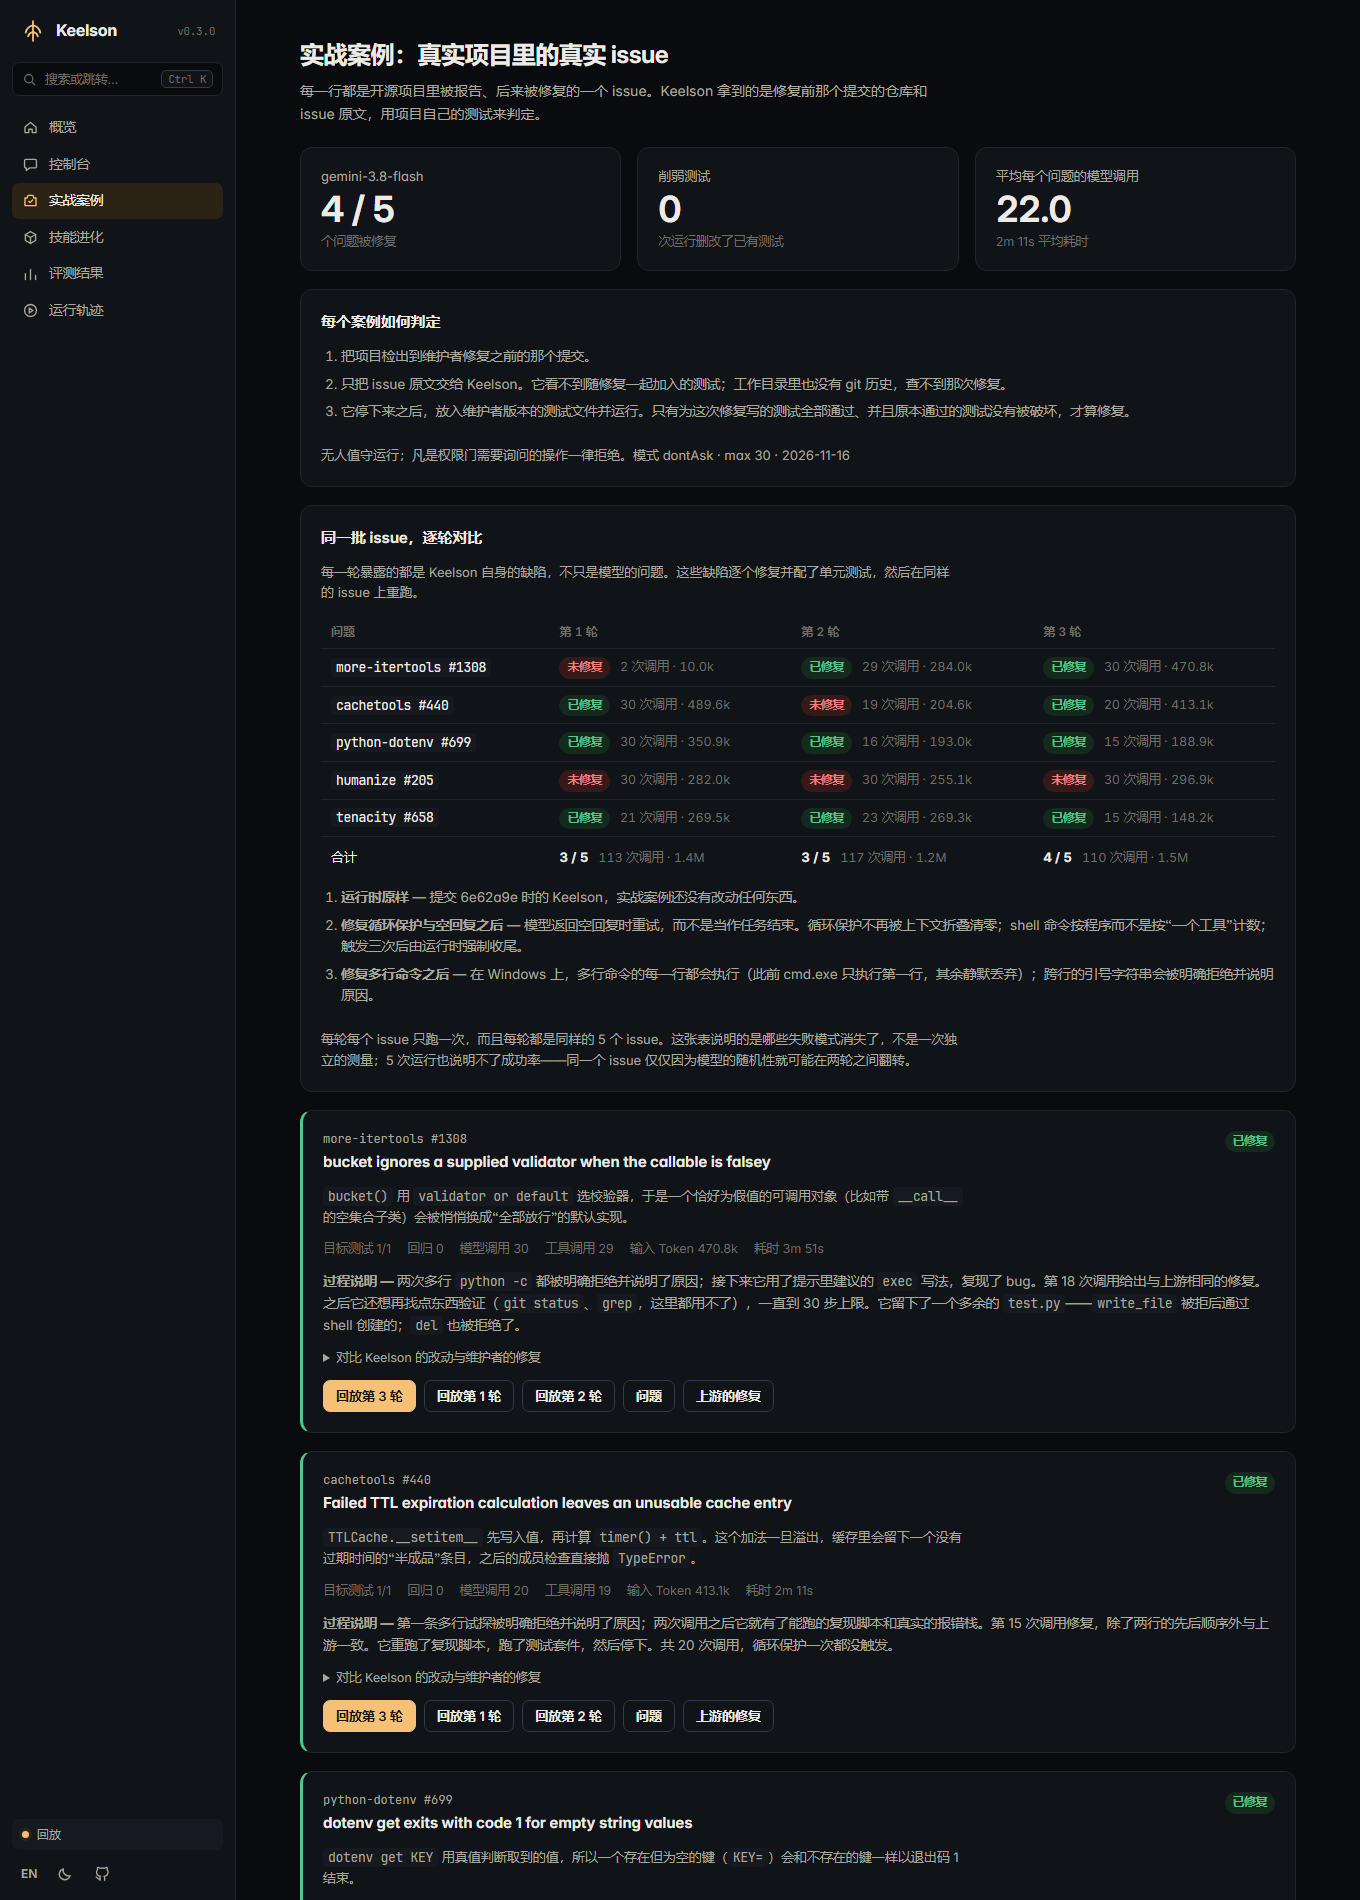 Keelson
v0.3.0
搜索或跳转...
Ctrl K
概览
控制台
实战案例
技能进化
评测结果
运行轨迹
回放
EN
实战案例：真实项目里的真实 issue
每一行都是开源项目里被报告、后来被修复的一个 issue。Keelson 拿到的是修复前那个提交的仓库和
issue 原文，用项目自己的测试来判定。
gemini-3.8-flash
4 / 5
个问题被修复
削弱测试
0
次运行删改了已有测试
平均每个问题的模型调用
22.0
2m 11s 平均耗时
每个案例如何判定
1. 把项目检出到维护者修复之前的那个提交。
2. 只把 issue 原文交给 Keelson。它看不到随修复一起加入的测试；工作目录里也没有 git 历史，查不到那次修复。
3. 它停下来之后，放入维护者版本的测试文件并运行。只有为这次修复写的测试全部通过、并且原本通过的测试没有被破坏，才算修复。
无人值守运行；凡是权限门需要询问的操作一律拒绝。模式 dontAsk · max 30 · 2026-11-16
同一批 issue，逐轮对比
每一轮暴露的都是 Keelson 自身的缺陷，不只是模型的问题。这些缺陷逐个修复并配了单元测试，然后在同样
的 issue 上重跑。
问题 第 1 轮 第 2 轮 第 3 轮
more-itertools #1308 未修复 2 次调用 · 10.0k 已修复 29 次调用 · 284.0k 已修复 30 次调用 · 470.8k
cachetools #440 已修复 30 次调用 · 489.6k 未修复 19 次调用 · 204.6k 已修复 20 次调用 · 413.1k
python-dotenv #699 已修复 30 次调用 · 350.9k 已修复 16 次调用 · 193.0k 已修复 15 次调用 · 188.9k
humanize #205 未修复 30 次调用 · 282.0k 未修复 30 次调用 · 255.1k 未修复 30 次调用 · 296.9k
tenacity #658 已修复 21 次调用 · 269.5k 已修复 23 次调用 · 269.3k 已修复 15 次调用 · 148.2k
合计 3 / 5 113 次调用 · 1.4M 3 / 5 117 次调用 · 1.2M 4 / 5 110 次调用 · 1.5M
1. 运行时原样 — 提交 6e62a9e 时的 Keelson，实战案例还没有改动任何东西。
2. 修复循环保护与空回复之后 — 模型返回空回复时重试，而不是当作任务结束。循环保护不再被上下文折叠清零；shell 命令按程序而不是按“一个工具”计数；
触发三次后由运行时强制收尾。
3. 修复多行命令之后 — 在 Windows 上，多行命令的每一行都会执行（此前 cmd.exe 只执行第一行，其余静默丢弃）；跨行的引号字符串会被明确拒绝并说明
原因。
每轮每个 issue 只跑一次，而且每轮都是同样的 5 个 issue。这张表说明的是哪些失败模式消失了，不是一次独
立的测量；5 次运行也说明不了成功率——同一个 issue 仅仅因为模型的随机性就可能在两轮之间翻转。
more-itertools #1308
已修复
bucket ignores a supplied validator when the callable is falsey
bucket() 用 validator or default 选校验器，于是一个恰好为假值的可调用对象（比如带 __call__
的空集合子类）会被悄悄换成“全部放行”的默认实现。
目标测试 1/1 回归 0 模型调用 30 工具调用 29 输入 Token 470.8k 耗时 3m 51s
过程说明 — 两次多行 python -c 都被明确拒绝并说明了原因；接下来它用了提示里建议的 exec 写法，复现了 bug。第 18 次调用给出与上游相同的修复。
之后它还想再找点东西验证（ git status 、 grep ，这里都用不了），一直到 30 步上限。它留下了一个多余的 test.py —— write_file 被拒后通过
shell 创建的； del 也被拒绝了。
▶ 对比 Keelson 的改动与维护者的修复
回放第 3 轮 回放第 1 轮 回放第 2 轮 问题 上游的修复
cachetools #440
已修复
Failed TTL expiration calculation leaves an unusable cache entry
TTLCache.__setitem__ 先写入值，再计算 timer() + ttl 。这个加法一旦溢出，缓存里会留下一个没有
过期时间的“半成品”条目，之后的成员检查直接抛 TypeError 。
目标测试 1/1 回归 0 模型调用 20 工具调用 19 输入 Token 413.1k 耗时 2m 11s
过程说明 — 第一条多行试探被明确拒绝并说明了原因；两次调用之后它就有了能跑的复现脚本和真实的报错栈。第 15 次调用修复，除了两行的先后顺序外与上
游一致。它重跑了复现脚本，跑了测试套件，然后停下。共 20 次调用，循环保护一次都没触发。
▶ 对比 Keelson 的改动与维护者的修复
回放第 3 轮 回放第 1 轮 回放第 2 轮 问题 上游的修复
python-dotenv #699
已修复
dotenv get exits with code 1 for empty string values
dotenv get KEY 用真值判断取到的值，所以一个存在但为空的键（ KEY= ）会和不存在的键一样以退出码 1
结束。